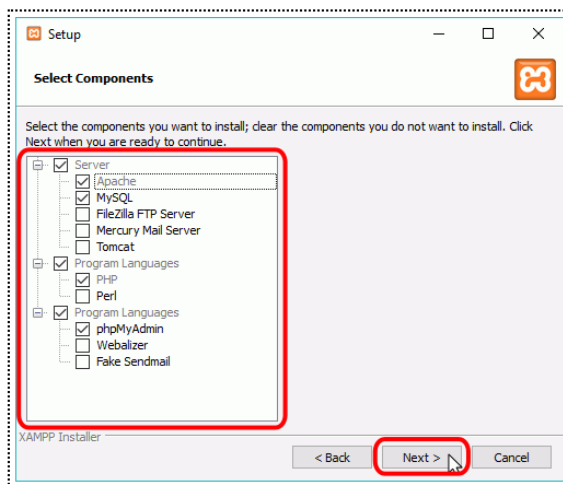 Setup
Select Components
Select the components you want to install; clear the components you do not want to install. Click
Next when you are ready to continue.
Server
Apache
MySQL
FileZilla FTP Server
Mercury Mail Server
Tomcat
Program Languages
PHP
Perl
Program Languages
phpMyAdmin
Webalizer
Fake Sendmail
XAMPP Installer
< Back
Next >
Cancel